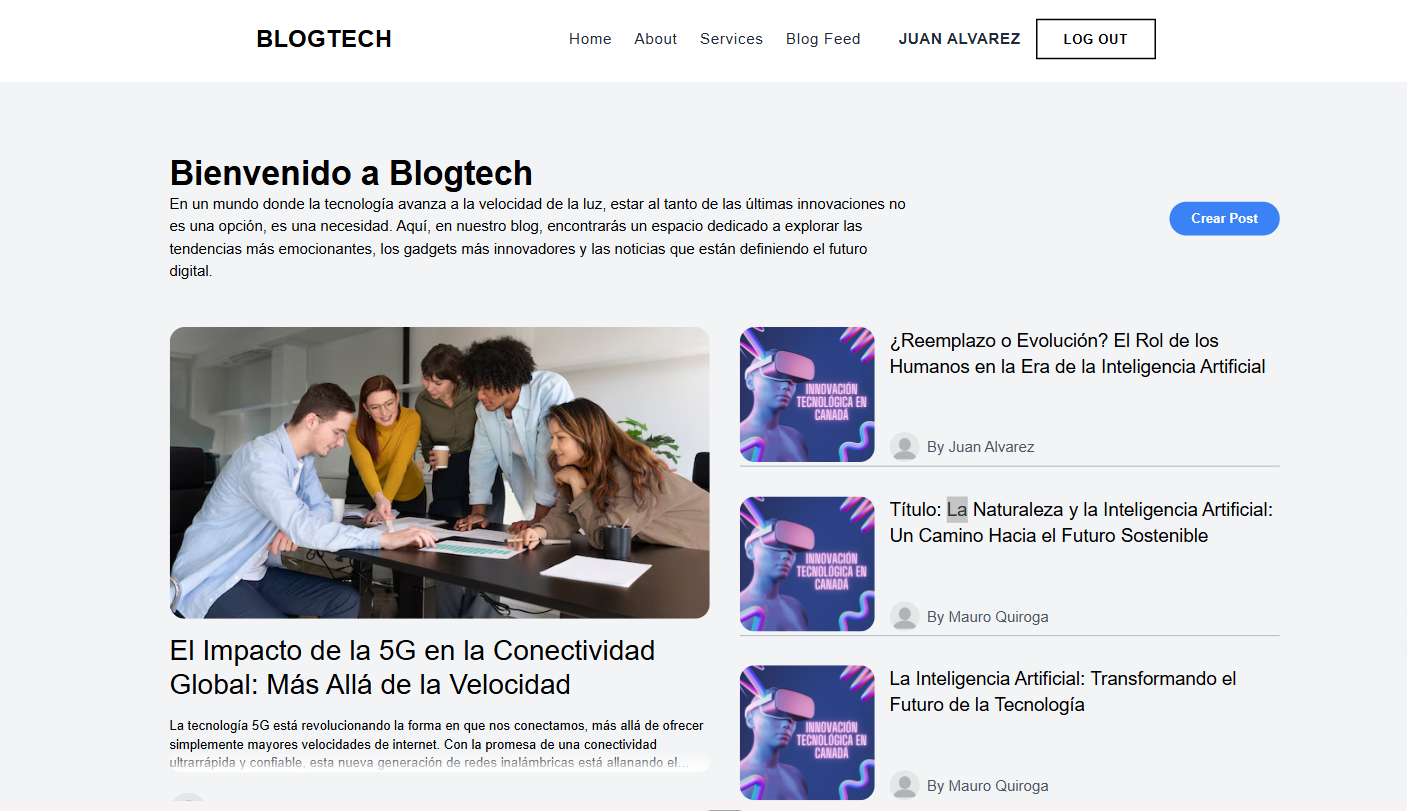 BLOGTECH
Home About Services Blog Feed JUAN ALVAREZ LOG OUT
Bienvenido a Blogtech
En un mundo donde la tecnología avanza a la velocidad de la luz, estar al tanto de las últimas innovaciones no
es una opción, es una necesidad. Aquí, en nuestro blog, encontrarás un espacio dedicado a explorar las
tendencias más emocionantes, los gadgets más innovadores y las noticias que están definiendo el futuro
digital.
Crear Post
El Impacto de la 5G en la Conectividad
Global: Más Allá de la Velocidad
La tecnología 5G está revolucionando la forma en que nos conectamos, más allá de ofrecer
simplemente mayores velocidades de internet. Con la promesa de una conectividad
ultrarrápida y confiable, esta nueva generación de redes inalámbricas está allanando el...
INNOVACIÓN
TECNOLÓGICA EN
CANADÁ
¿Reemplazo o Evolución? El Rol de los
Humanos en la Era de la Inteligencia Artificial
By Juan Alvarez
INNOVACIÓN
TECNOLÓGICA EN
CANADÁ
Título: La Naturaleza y la Inteligencia Artificial:
Un Camino Hacia el Futuro Sostenible
By Mauro Quiroga
INNOVACIÓN
TECNOLÓGICA EN
CANADÁ
La Inteligencia Artificial: Transformando el
Futuro de la Tecnología
By Mauro Quiroga